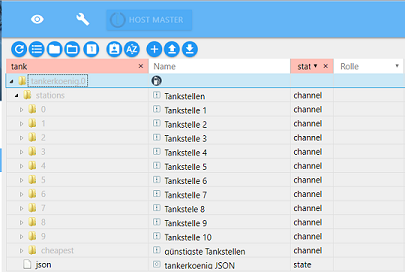 HOST MASTER
tank × Name stat ▾ × Rolle
tankerkoenig.0
stations Tankstellen channel
0 Tankstelle 1 channel
1 Tankstelle 2 channel
2 Tankstelle 3 channel
3 Tankstelle 4 channel
4 Tankstelle 5 channel
5 Tankstelle 6 channel
6 Tankstelle 7 channel
7 Tankstele 8 channel
8 Tankstelle 9 channel
9 Tankstelle 10 channel
cheapest günstigste Tankstellen channel
json tankerkoenig JSON state